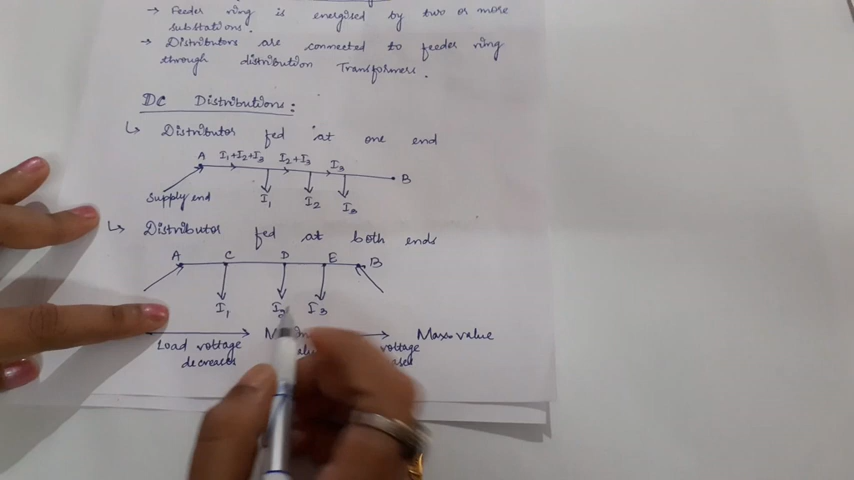 → Feeder ring is energised by two or more
substations.
→ Distributors are connected to feeder ring
through distribution Transformers.
DC Distributions:
↳ Distributor fed at one end
A I₁+I₂+I₃ I₂+I₃ I₃ B
Supply end I₁ I₂ I₃
↳ Distributor fed at both ends
A C D E B
I₁ I₂ I₃
Load voltage voltage Max. value
decreases